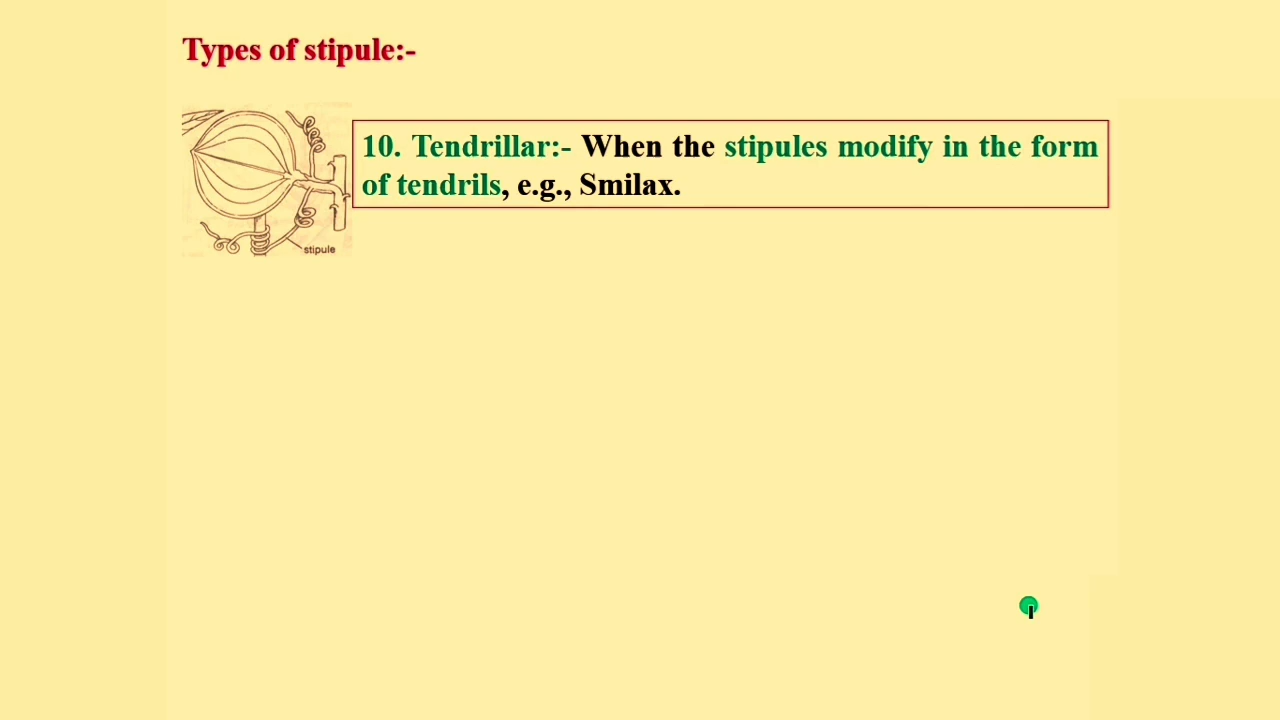 Types of stipule:-
10. Tendrillar:- When the stipules modify in the form
of tendrils, e.g., Smilax.
stipule